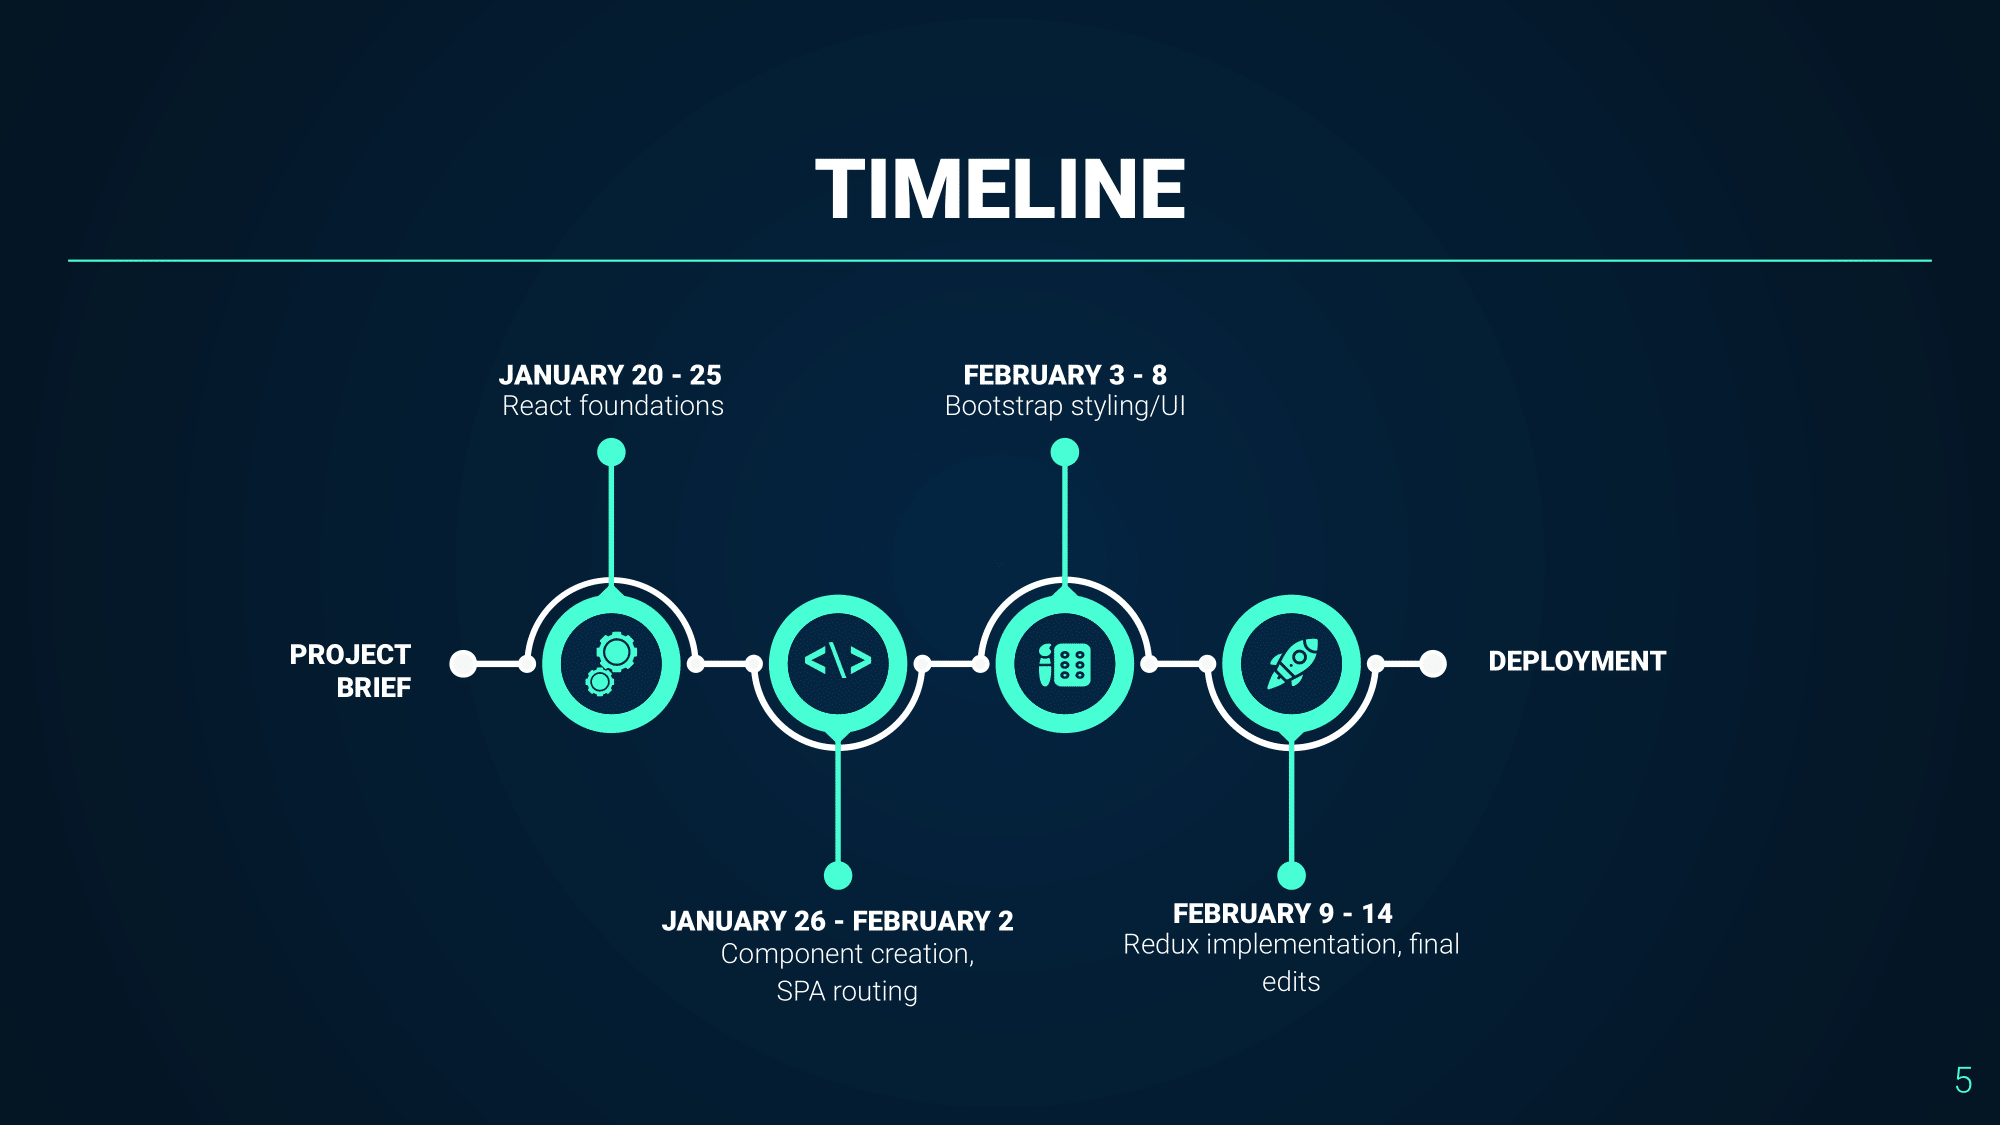 TIMELINE
JANUARY 20 - 25
React foundations
FEBRUARY 3 - 8
Bootstrap styling/UI
PROJECT
BRIEF
<\>
DEPLOYMENT
JANUARY 26 - FEBRUARY 2
Component creation,
SPA routing
FEBRUARY 9 - 14
Redux implementation, final
edits
5